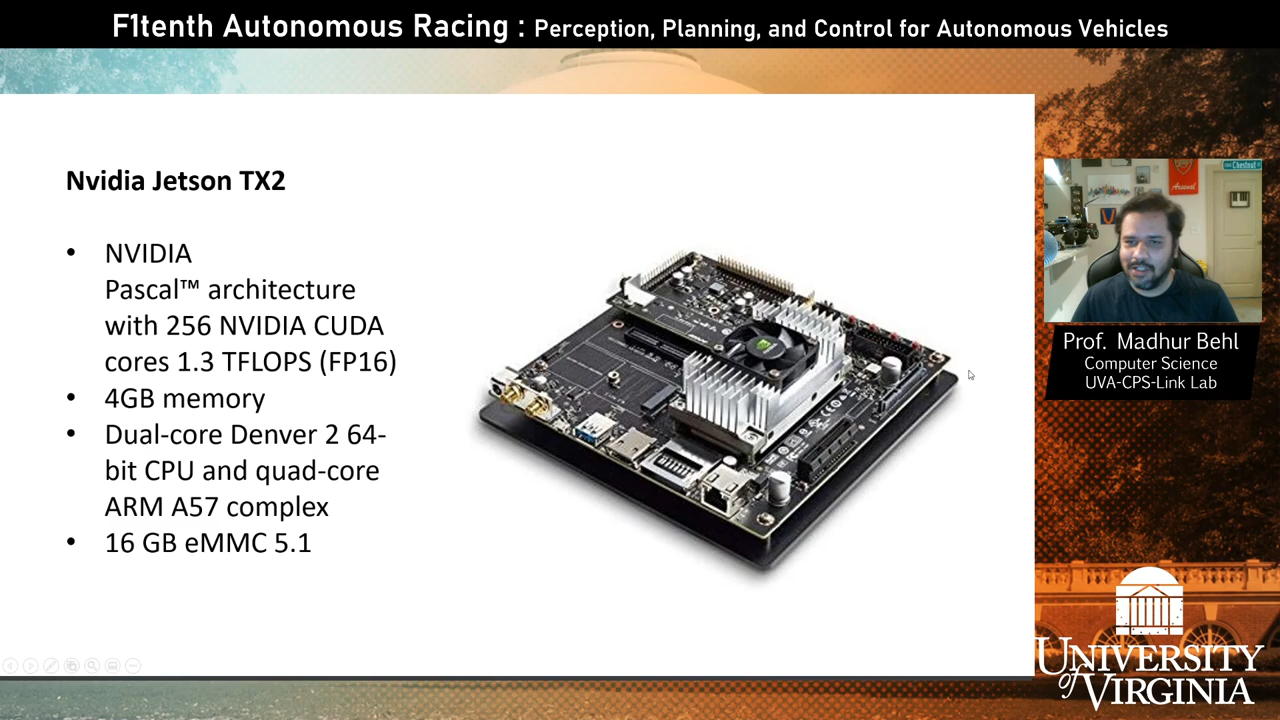 F1tenth Autonomous Racing : Perception, Planning, and Control for Autonomous Vehicles
Nvidia Jetson TX2
• NVIDIA
Pascal™ architecture
with 256 NVIDIA CUDA
cores 1.3 TFLOPS (FP16)
• 4GB memory
• Dual-core Denver 2 64-
bit CPU and quad-core
ARM A57 complex
• 16 GB eMMC 5.1
Chestnut
Arsenal
Prof. Madhur Behl
Computer Science
UVA-CPS-Link Lab
UNIVERSITY
of VIRGINIA